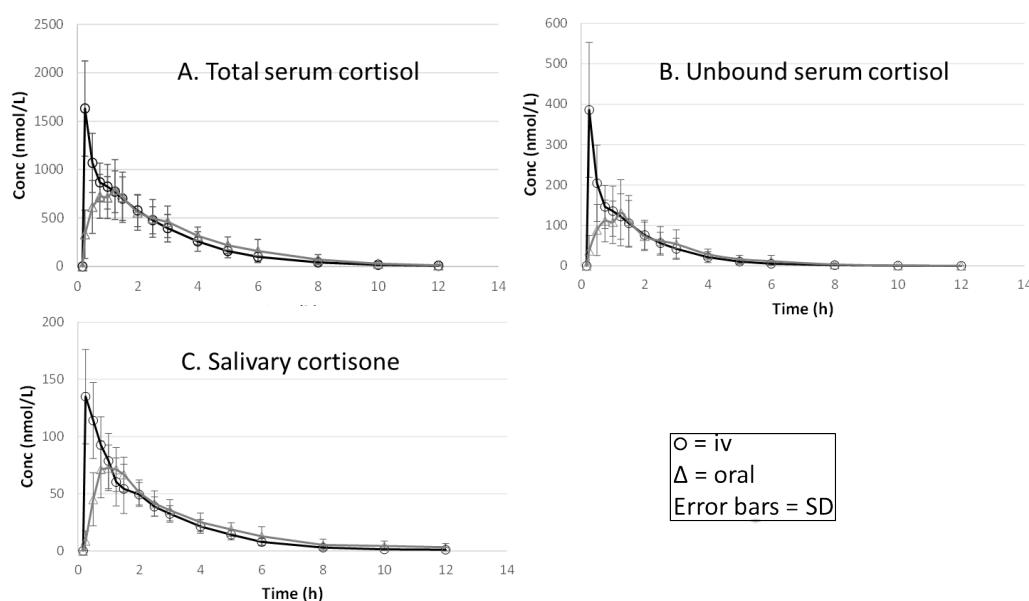 A. Total serum cortisol
Conc (nmol/L)
2500
2000
1500
1000
500
0
0 2 4 6 8 10 12 14
B. Unbound serum cortisol
Conc (nmol/L)
600
500
400
300
200
100
0
0 2 4 6 8 10 12 14
Time (h)
C. Salivary cortisone
Conc (nmol/L)
200
150
100
50
0
0 2 4 6 8 10 12 14
Time (h)
O = iv
Δ = oral
Error bars = SD